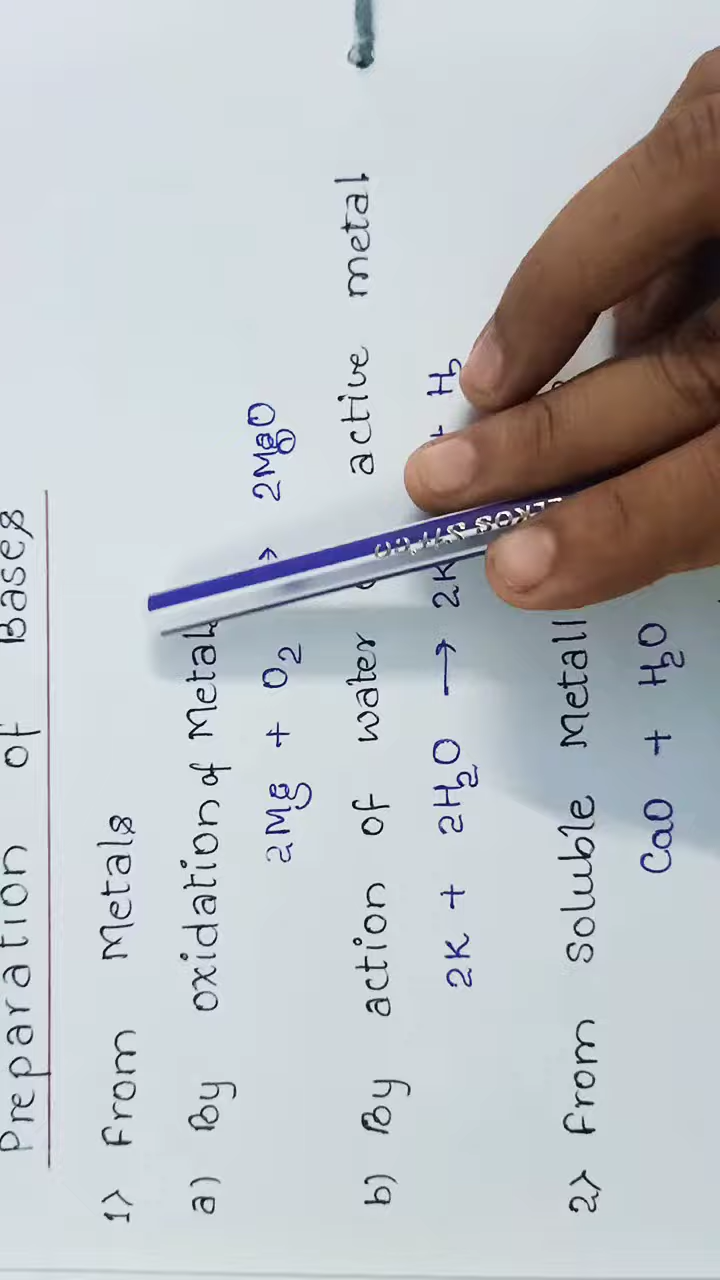 Preparation of Bases
1) From Metals
a) By oxidation of Metal
2Mg + O2 → 2MgO
b) By action of water active metal
2K + 2H2O → 2K + H2
2) From soluble Metall
CaO + H2O